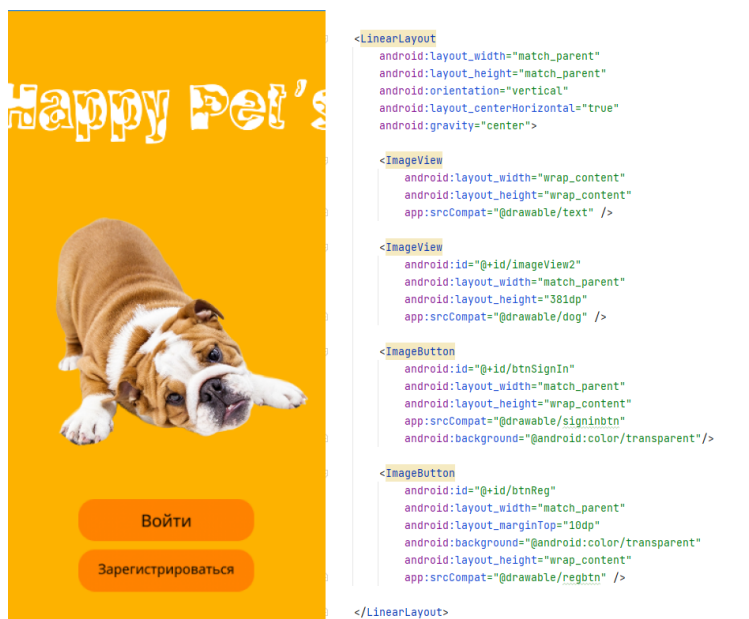 Happy Pet's
Войти
Зарегистрироваться
<LinearLayout
android:layout_width="match_parent"
android:layout_height="match_parent"
android:orientation="vertical"
android:layout_centerHorizontal="true"
android:gravity="center">
<ImageView
android:layout_width="wrap_content"
android:layout_height="wrap_content"
app:srcCompat="@drawable/text" />
<ImageView
android:id="@+id/imageView2"
android:layout_width="match_parent"
android:layout_height="381dp"
app:srcCompat="@drawable/dog" />
<ImageButton
android:id="@+id/btnSignIn"
android:layout_width="match_parent"
android:layout_height="wrap_content"
app:srcCompat="@drawable/signinbtn"
android:background="@android:color/transparent"/>
<ImageButton
android:id="@+id/btnReg"
android:layout_width="match_parent"
android:layout_marginTop="10dp"
android:background="@android:color/transparent"
android:layout_height="wrap_content"
app:srcCompat="@drawable/regbtn" />
</LinearLayout>